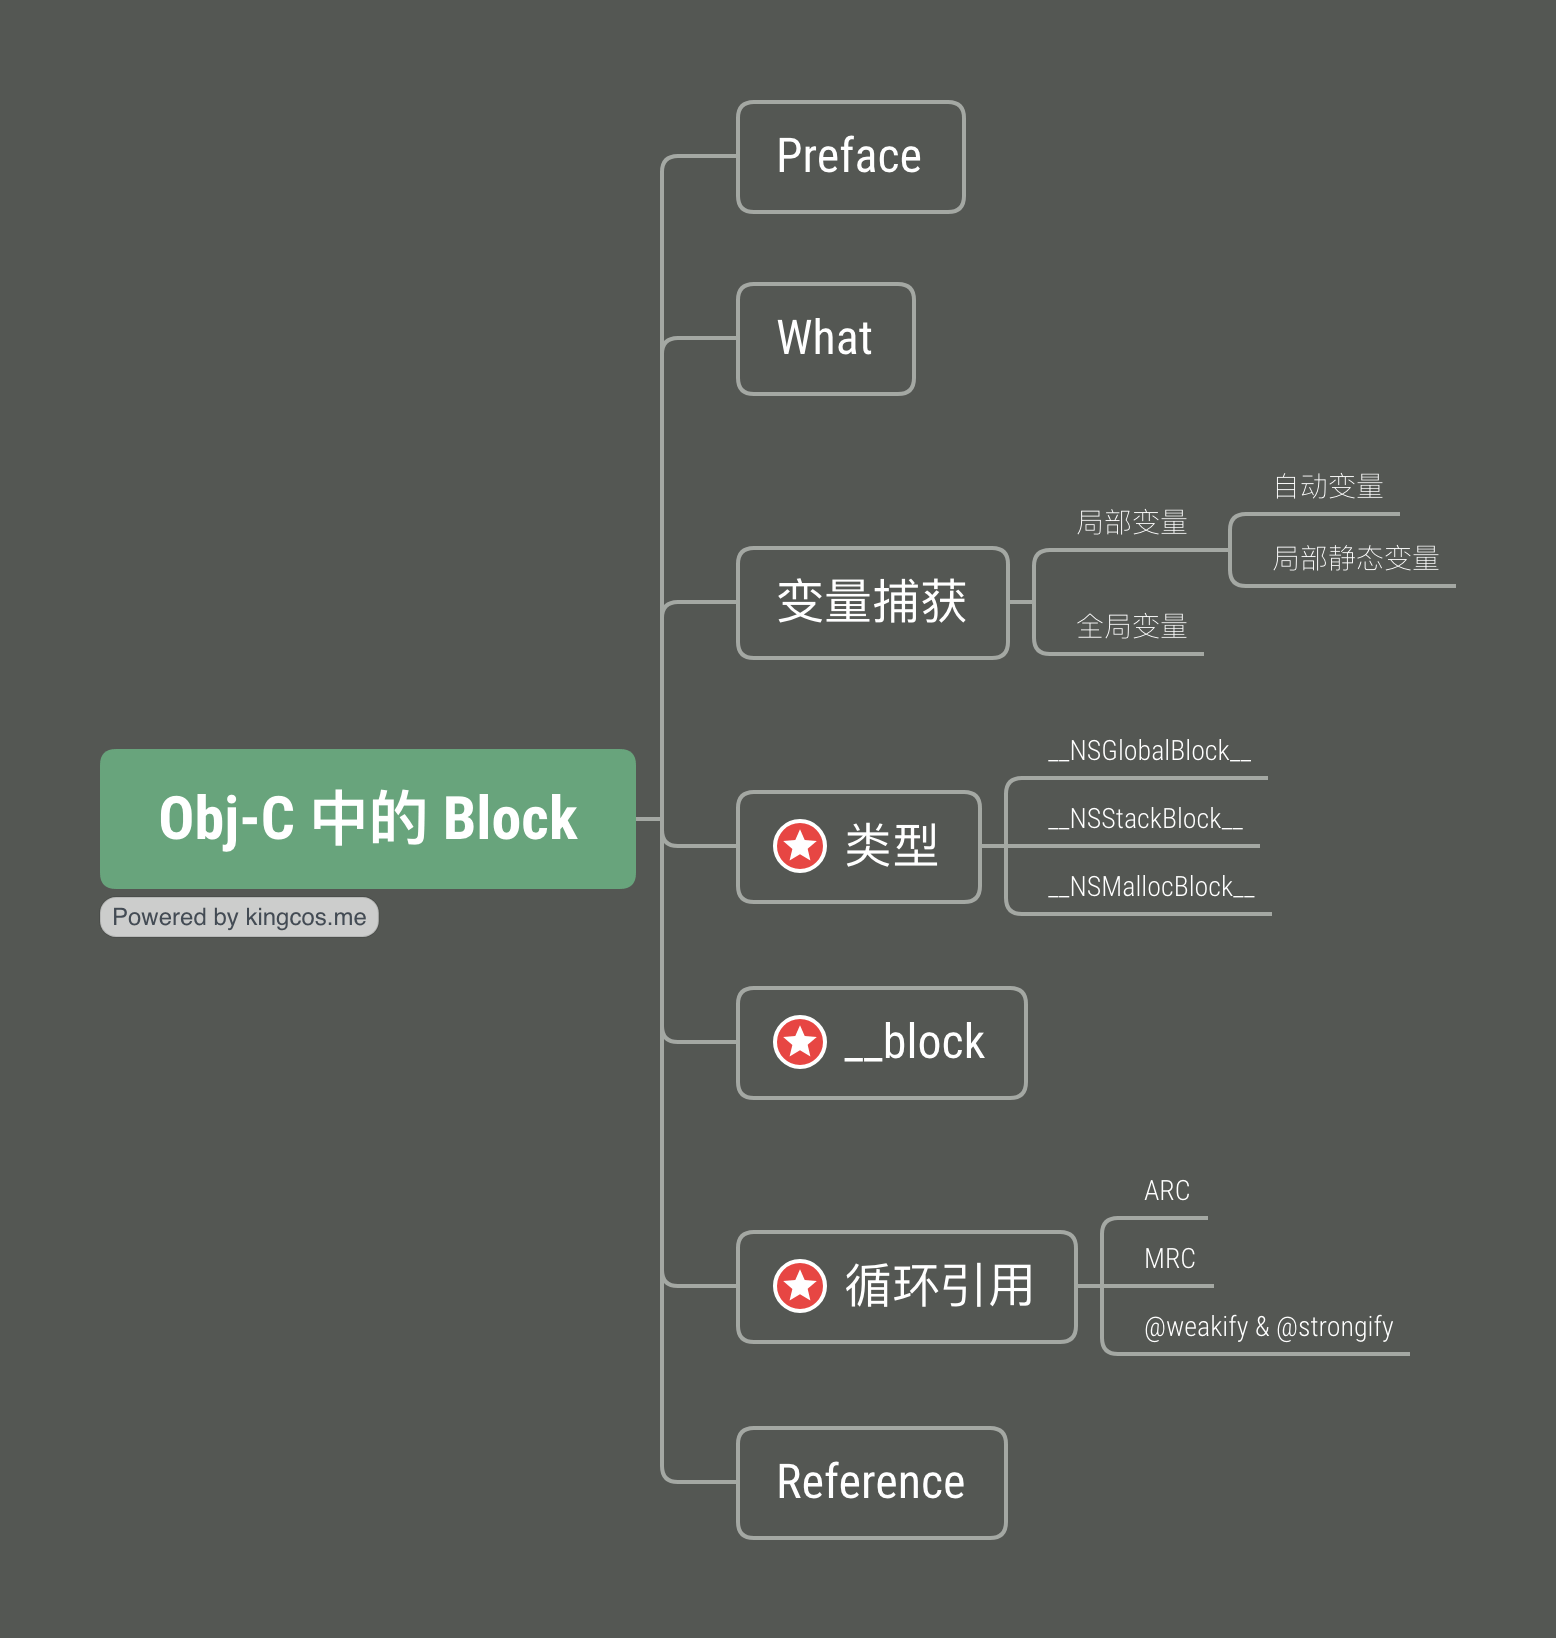 Obj-C 中的 Block
Powered by kingcos.me
Preface
What
变量捕获
局部变量
自动变量
局部静态变量
全局变量
类型
__NSGlobalBlock__
__NSStackBlock__
__NSMallocBlock__
__block
循环引用
ARC
MRC
@weakify & @strongify
Reference